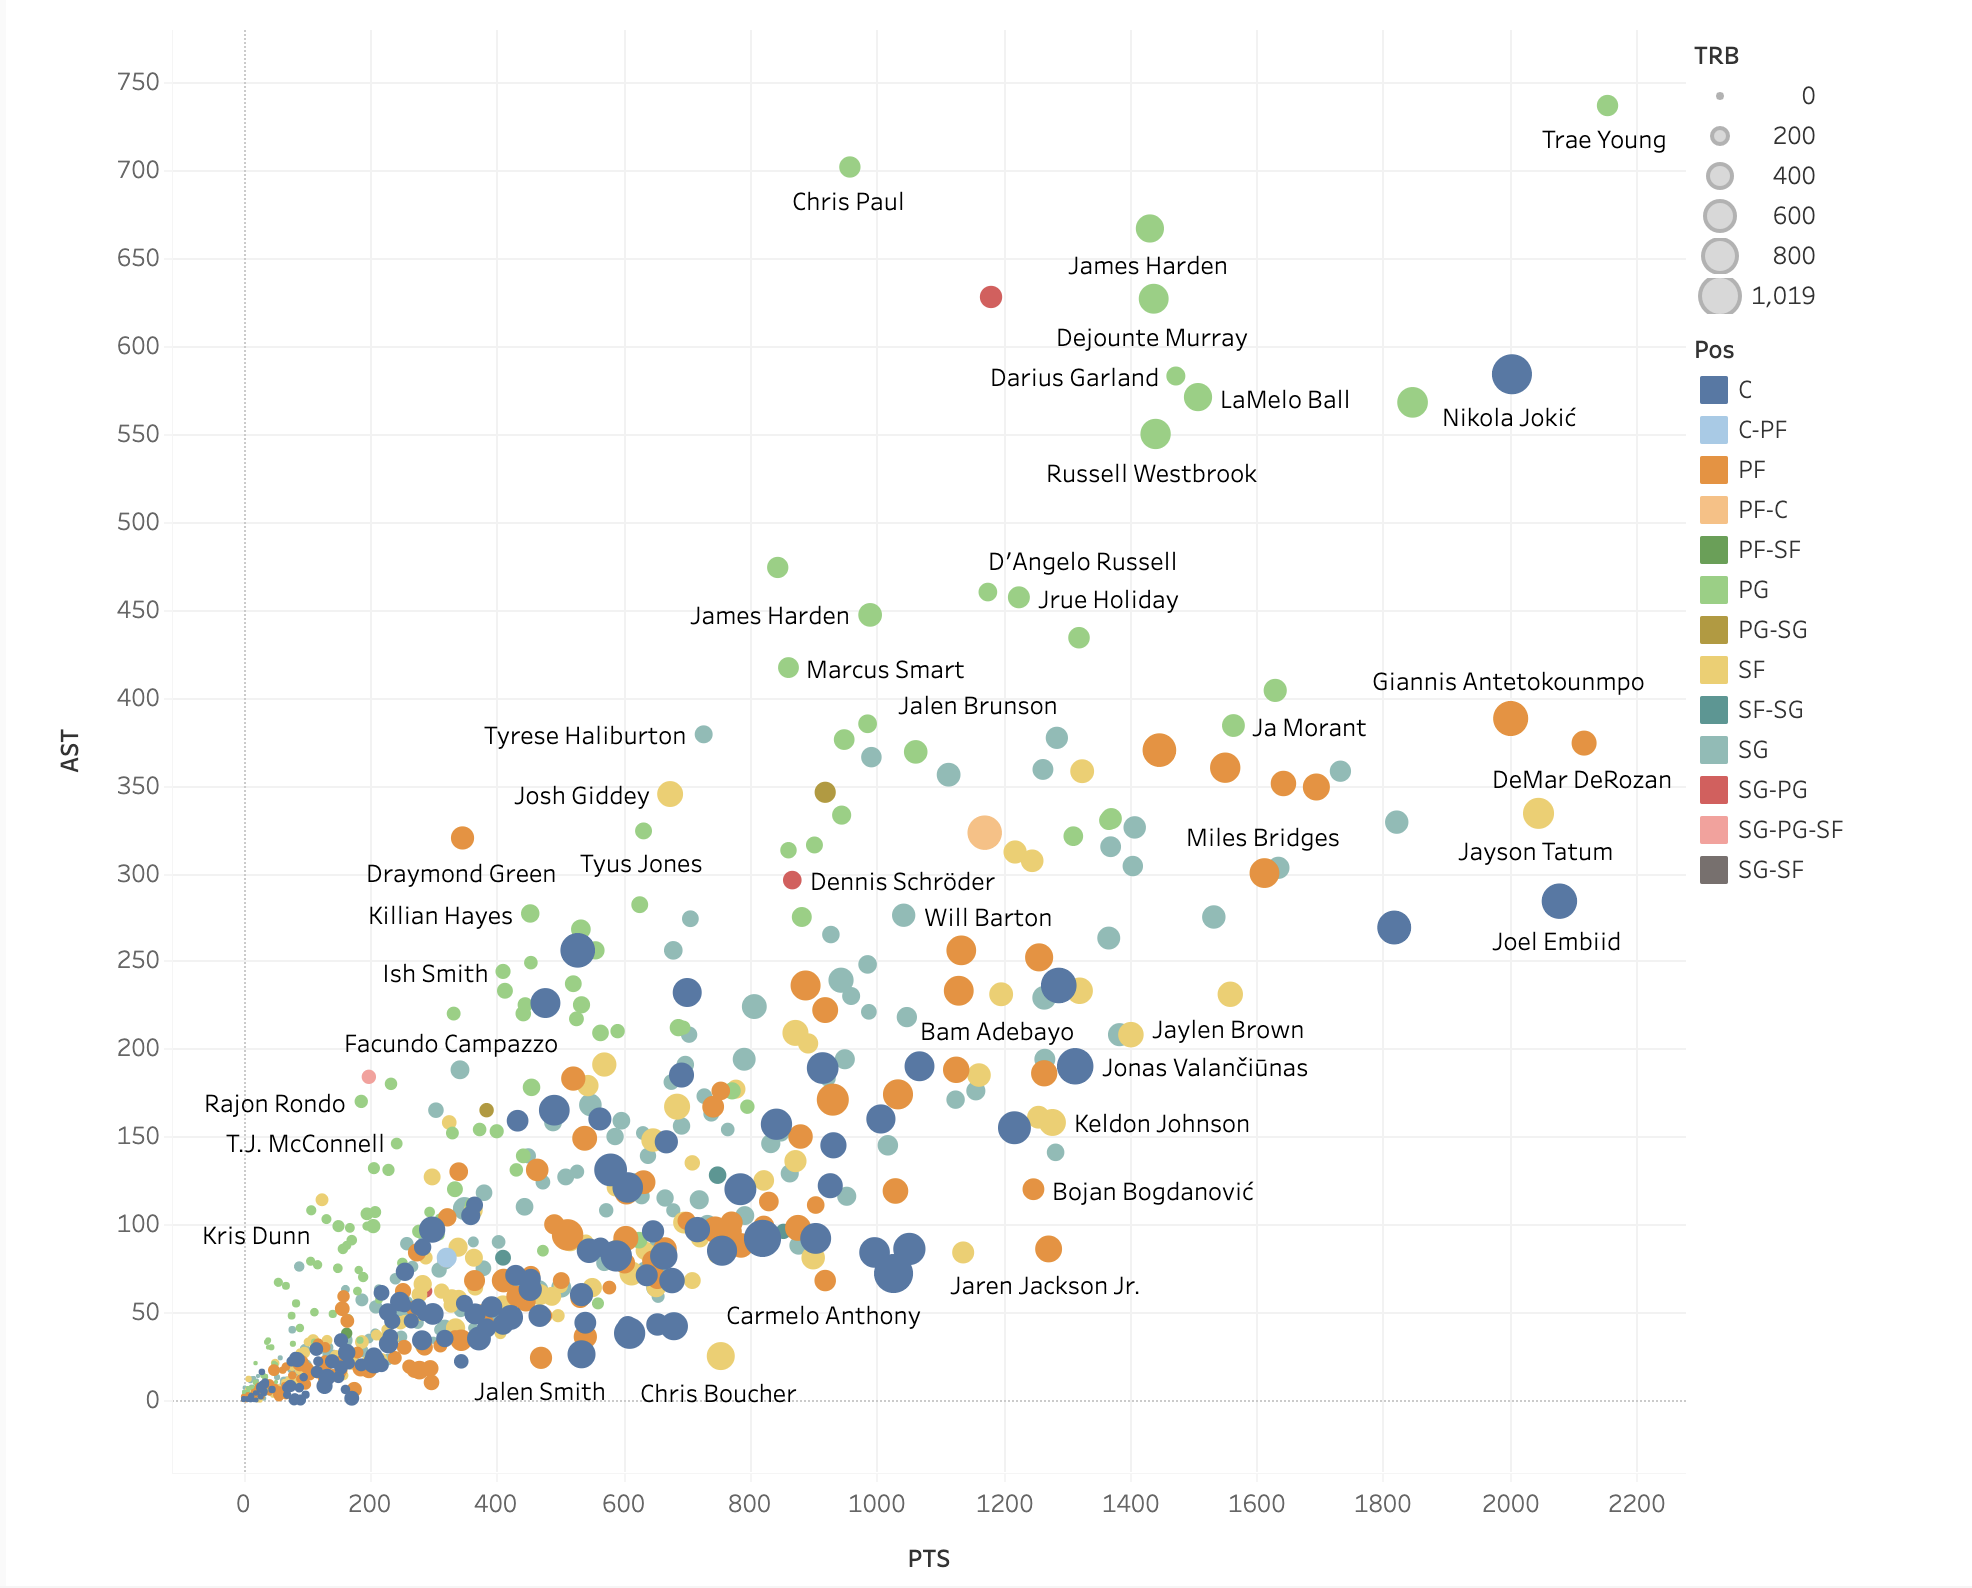 TRB
0
200
400
600
800
1,019
Pos
C
C-PF
PF
PF-C
PF-SF
PG
PG-SG
SF
SF-SG
SG
SG-PG
SG-PG-SF
SG-SF
AST
750
700
650
600
550
500
450
400
350
300
250
200
150
100
50
0
Trae Young
Chris Paul
James Harden
Dejounte Murray
Darius Garland
LaMelo Ball
Nikola Jokić
Russell Westbrook
D'Angelo Russell
Jrue Holiday
James Harden
Marcus Smart
Giannis Antetokounmpo
Jalen Brunson
Ja Morant
Tyrese Haliburton
DeMar DeRozan
Josh Giddey
Miles Bridges
Jayson Tatum
Tyus Jones
Draymond Green
Dennis Schröder
Killian Hayes
Will Barton
Joel Embiid
Ish Smith
Bam Adebayo
Jaylen Brown
Facundo Campazzo
Jonas Valančiūnas
Rajon Rondo
Keldon Johnson
T.J. McConnell
Bojan Bogdanović
Kris Dunn
Jaren Jackson Jr.
Carmelo Anthony
Jalen Smith
Chris Boucher
0
200
400
600
800
1000
1200
1400
1600
1800
2000
2200
PTS